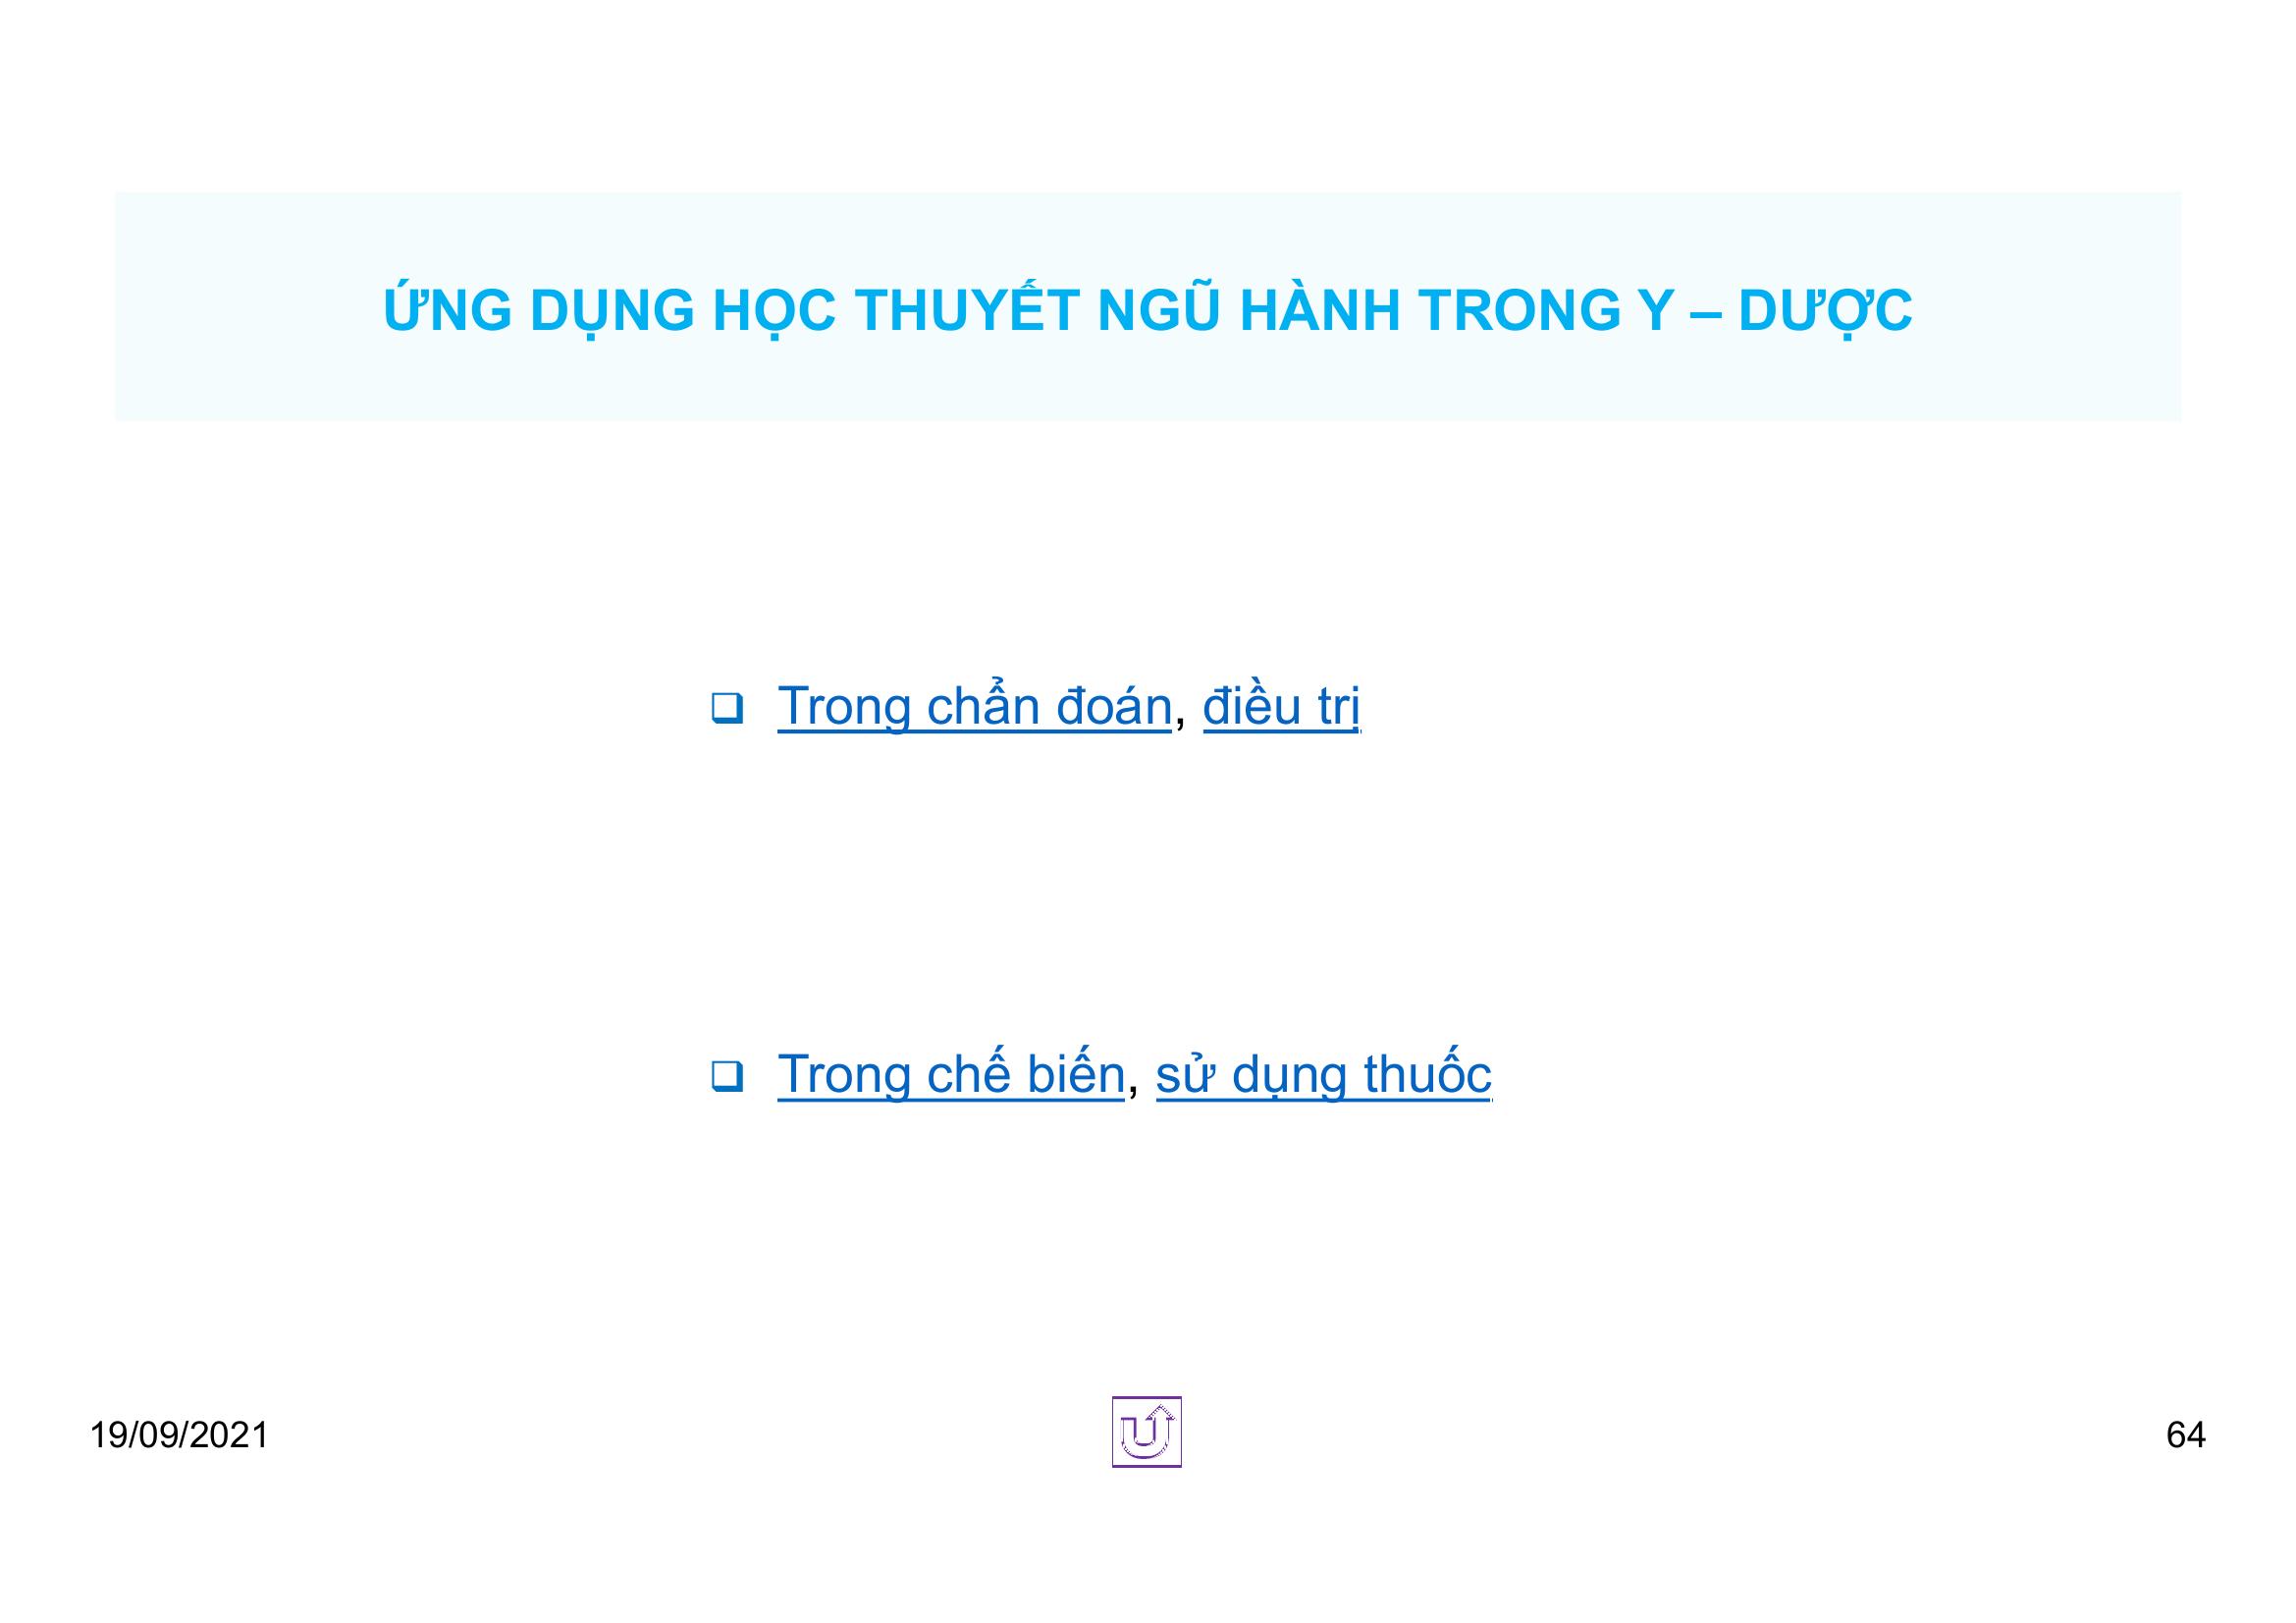 ỨNG DỤNG HỌC THUYẾT NGŨ HÀNH TRONG Y – DƯỢC
❑ Trong chẩn đoán, điều trị
❑ Trong chế biến, sử dụng thuốc
19/09/2021
64